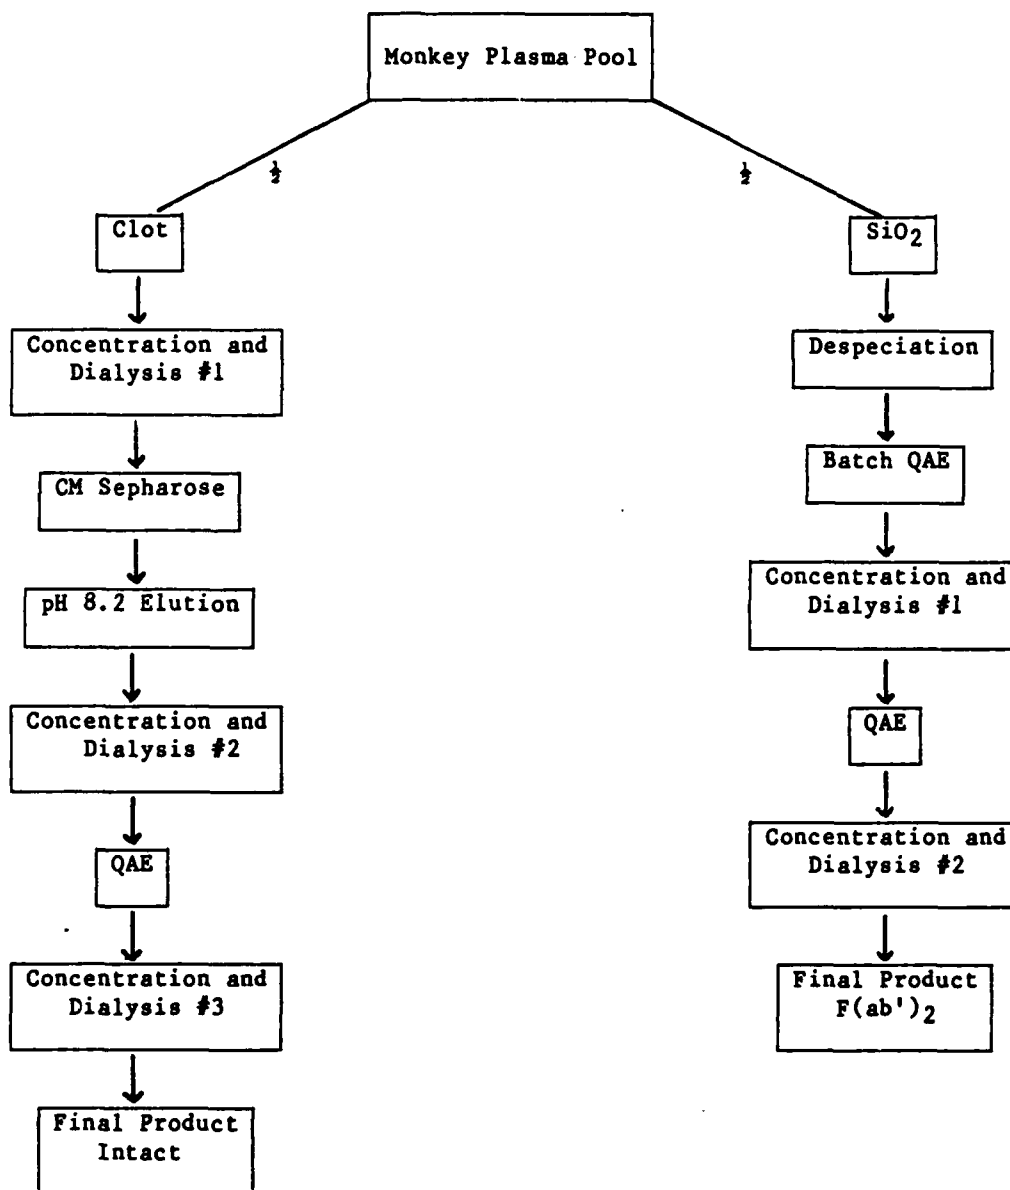 Monkey Plasma Pool
½
½
Clot
Concentration and
Dialysis #1
CM Sepharose
pH 8.2 Elution
Concentration and
Dialysis #2
QAE
Concentration and
Dialysis #3
Final Product
Intact
SiO₂
Despeciation
Batch QAE
Concentration and
Dialysis #1
QAE
Concentration and
Dialysis #2
Final Product
F(ab')₂